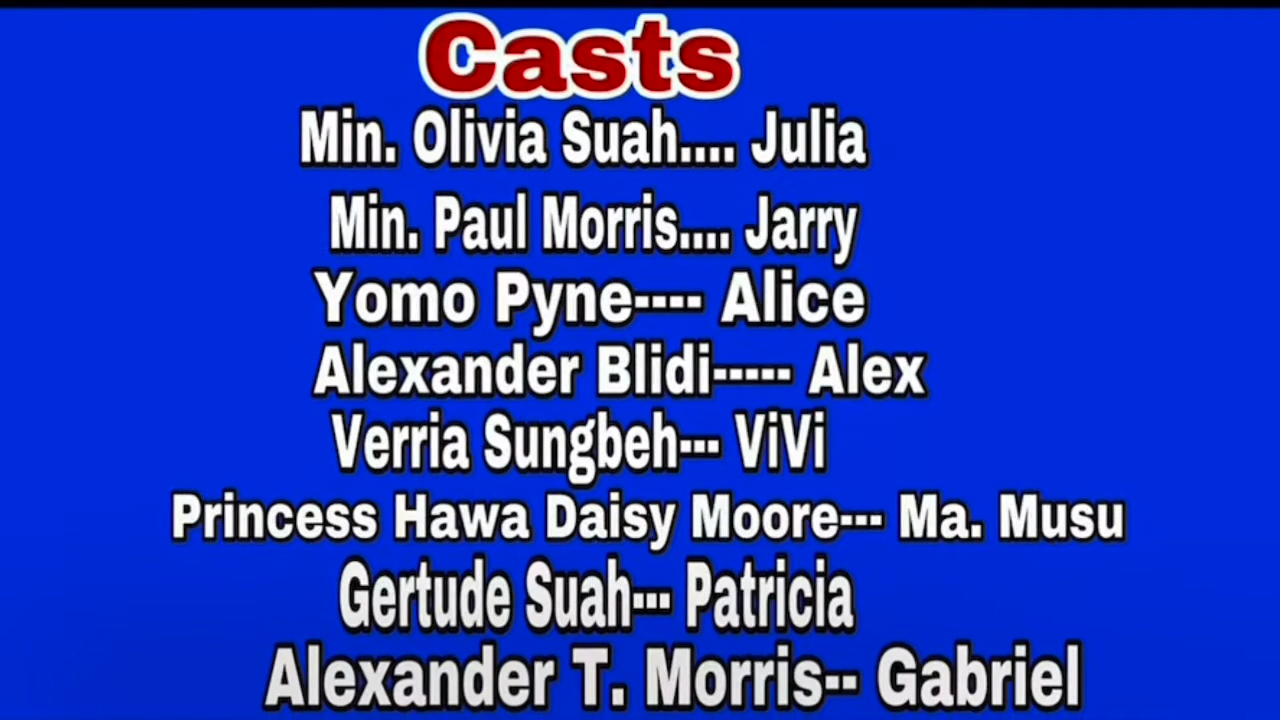 Casts
Min. Olivia Suah.... Julia
Min. Paul Morris.... Jarry
Yomo Pyne---- Alice
Alexander Blidi----- Alex
Verria Sungbeh--- ViVi
Princess Hawa Daisy Moore--- Ma. Musu
Gertude Suah--- Patricia
Alexander T. Morris-- Gabriel